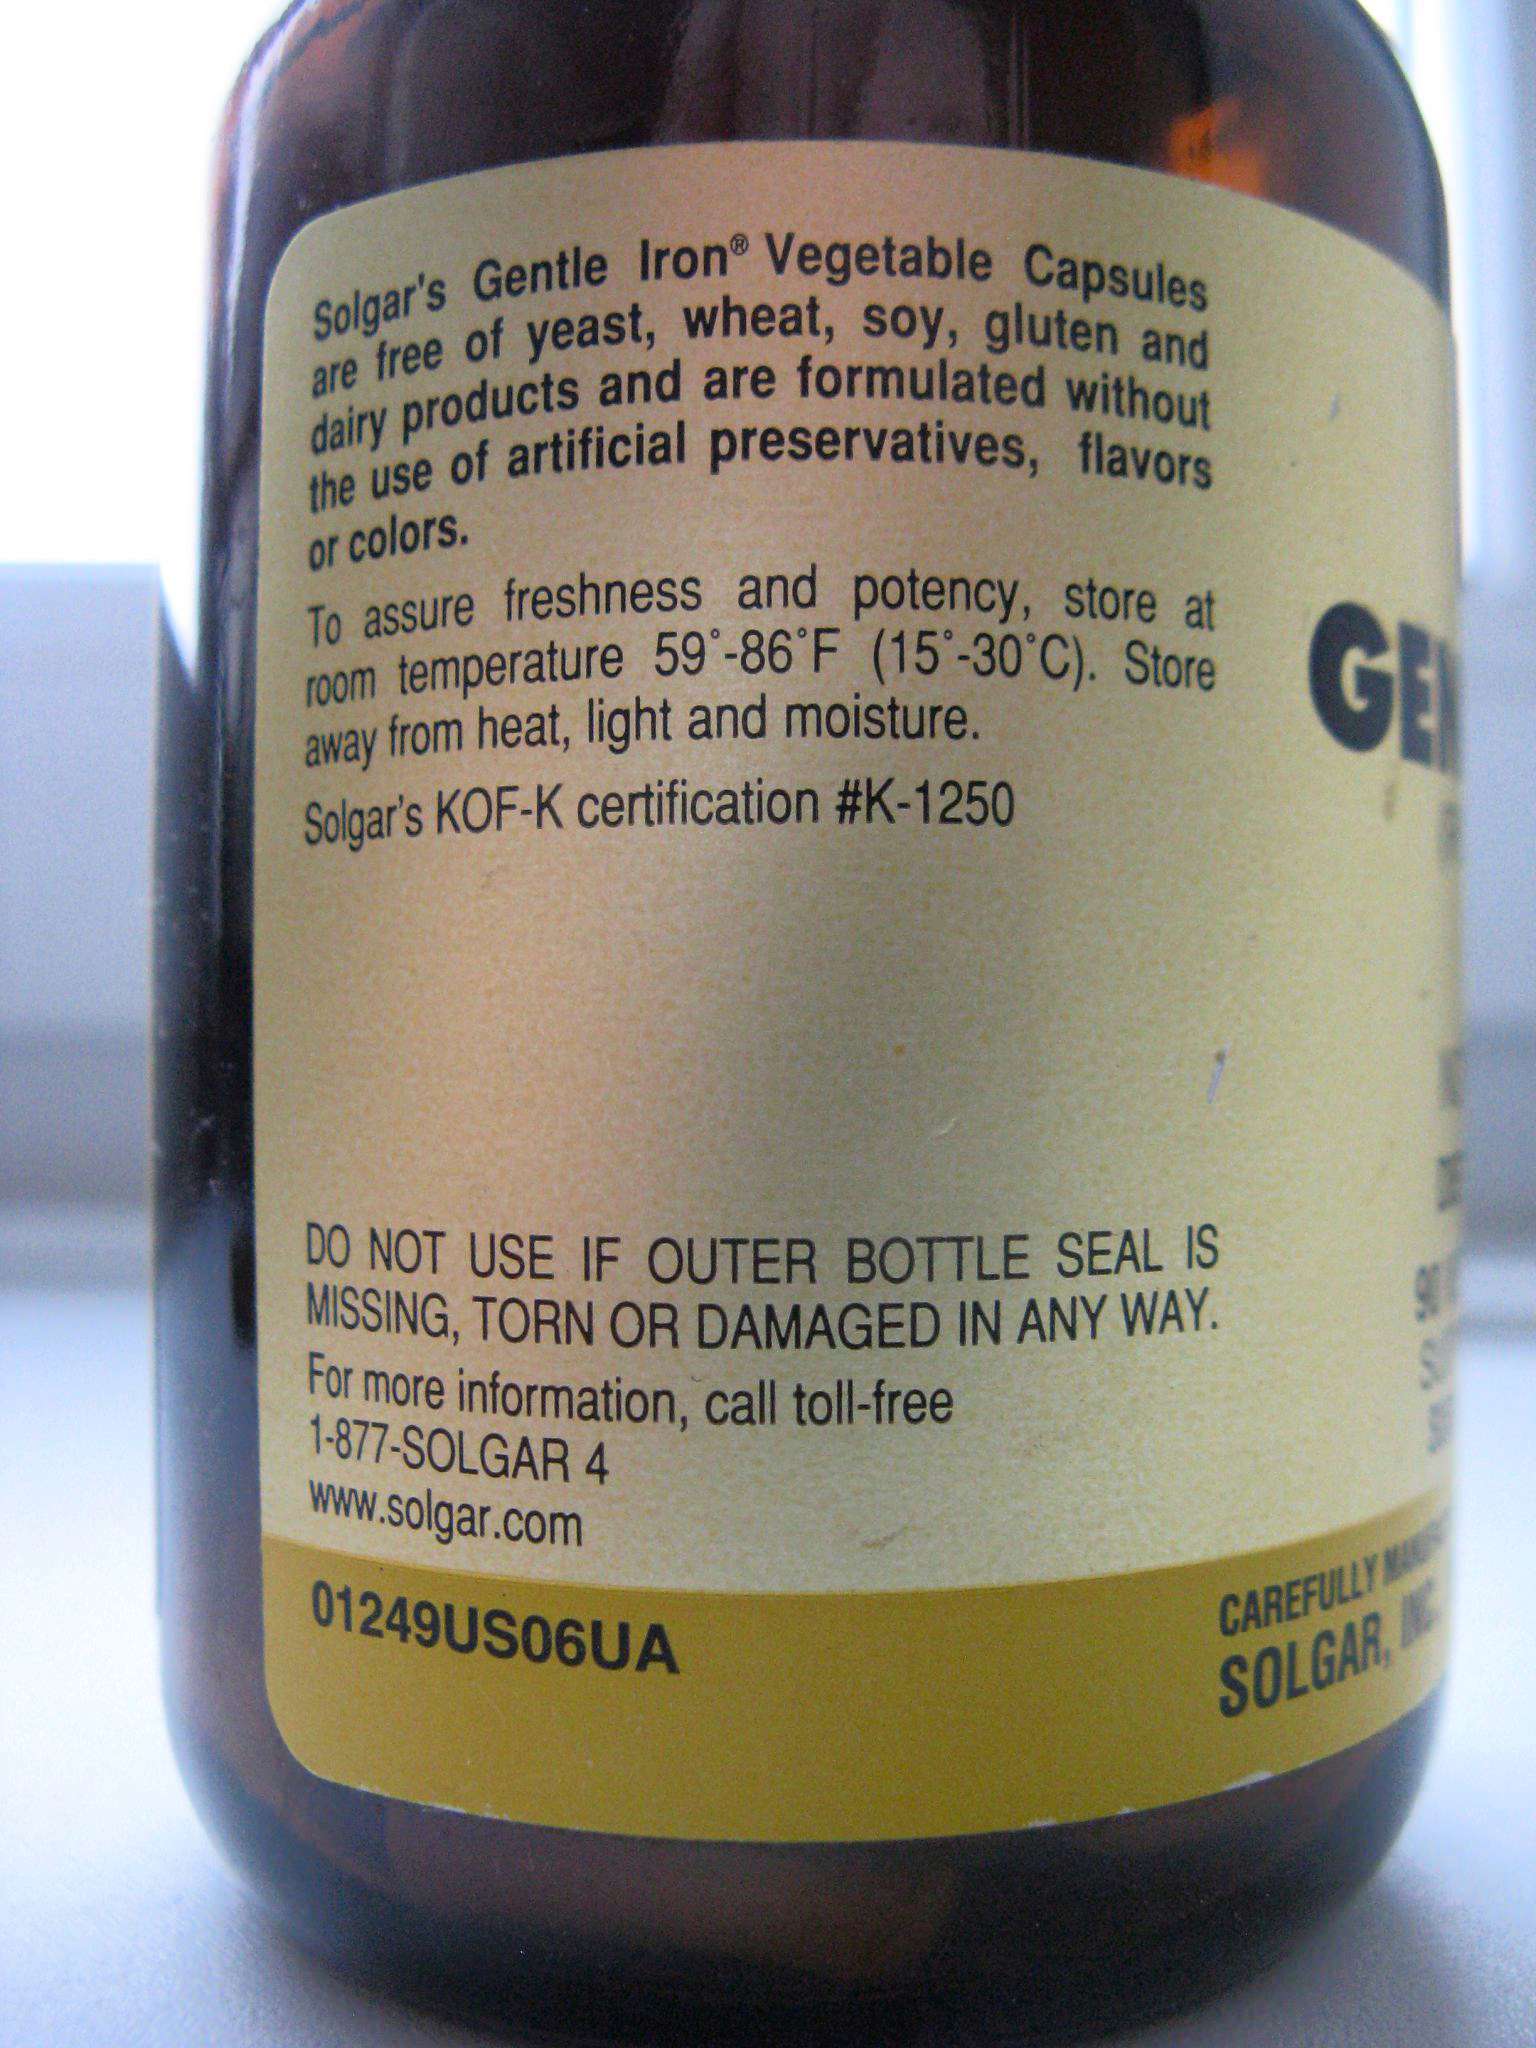 Solgar's Gentle Iron® Vegetable Capsules
are free of yeast, wheat, soy, gluten and
dairy products and are formulated without
the use of artificial preservatives, flavors
or colors.
To assure freshness and potency, store at
room temperature 59°-86°F (15°-30°C). Store
away from heat, light and moisture.
Solgar's KOF-K certification #K-1250
DO NOT USE IF OUTER BOTTLE SEAL IS
MISSING, TORN OR DAMAGED IN ANY WAY.
For more information, call toll-free
1-877-SOLGAR 4
www.solgar.com
01249US06UA
CAREFULLY
SOLGAR, INC.